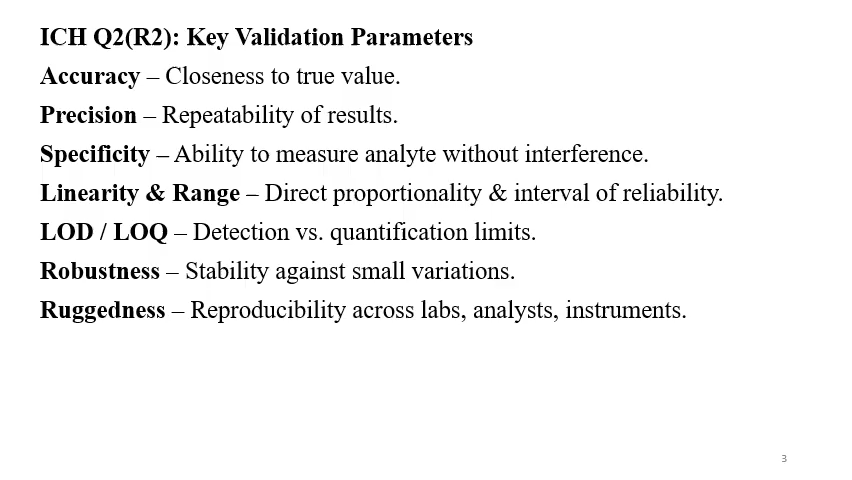 ICH Q2(R2): Key Validation Parameters
Accuracy – Closeness to true value.
Precision – Repeatability of results.
Specificity – Ability to measure analyte without interference.
Linearity & Range – Direct proportionality & interval of reliability.
LOD / LOQ – Detection vs. quantification limits.
Robustness – Stability against small variations.
Ruggedness – Reproducibility across labs, analysts, instruments.
3